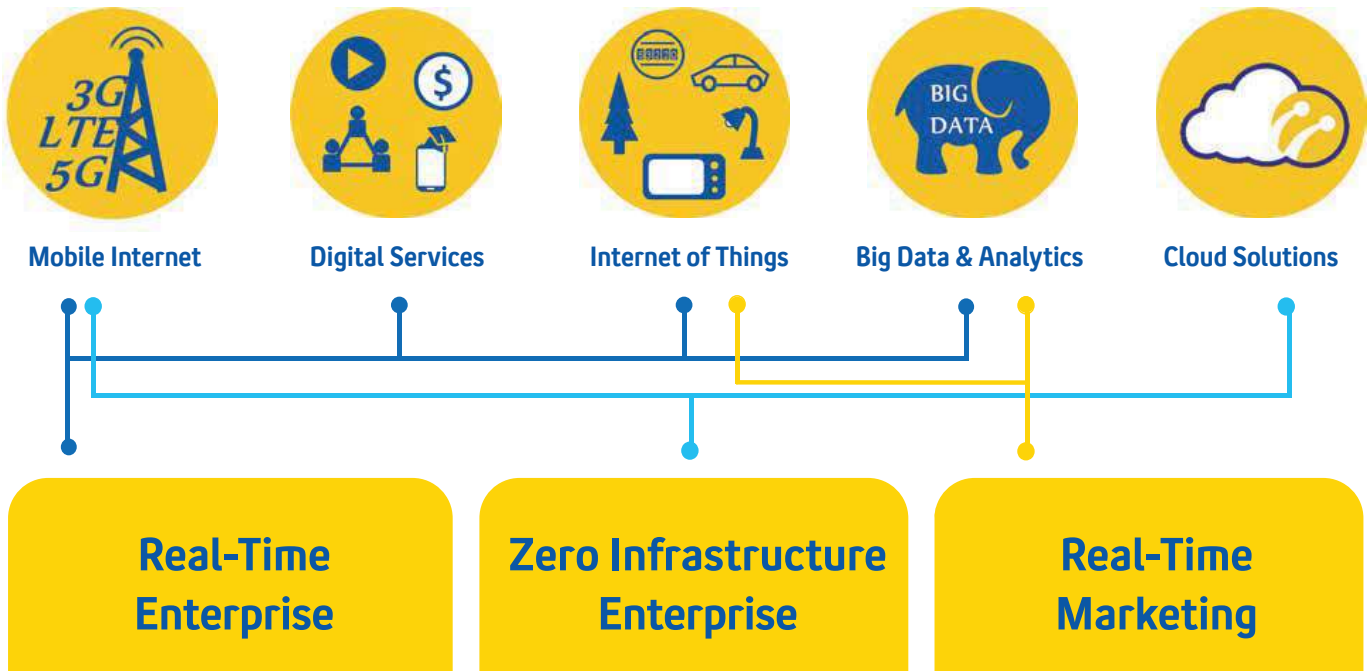 3G
LTE
5G
$
BIG
DATA
Mobile Internet
Digital Services
Internet of Things
Big Data & Analytics
Cloud Solutions
Real-Time
Enterprise
Zero Infrastructure
Enterprise
Real-Time
Marketing